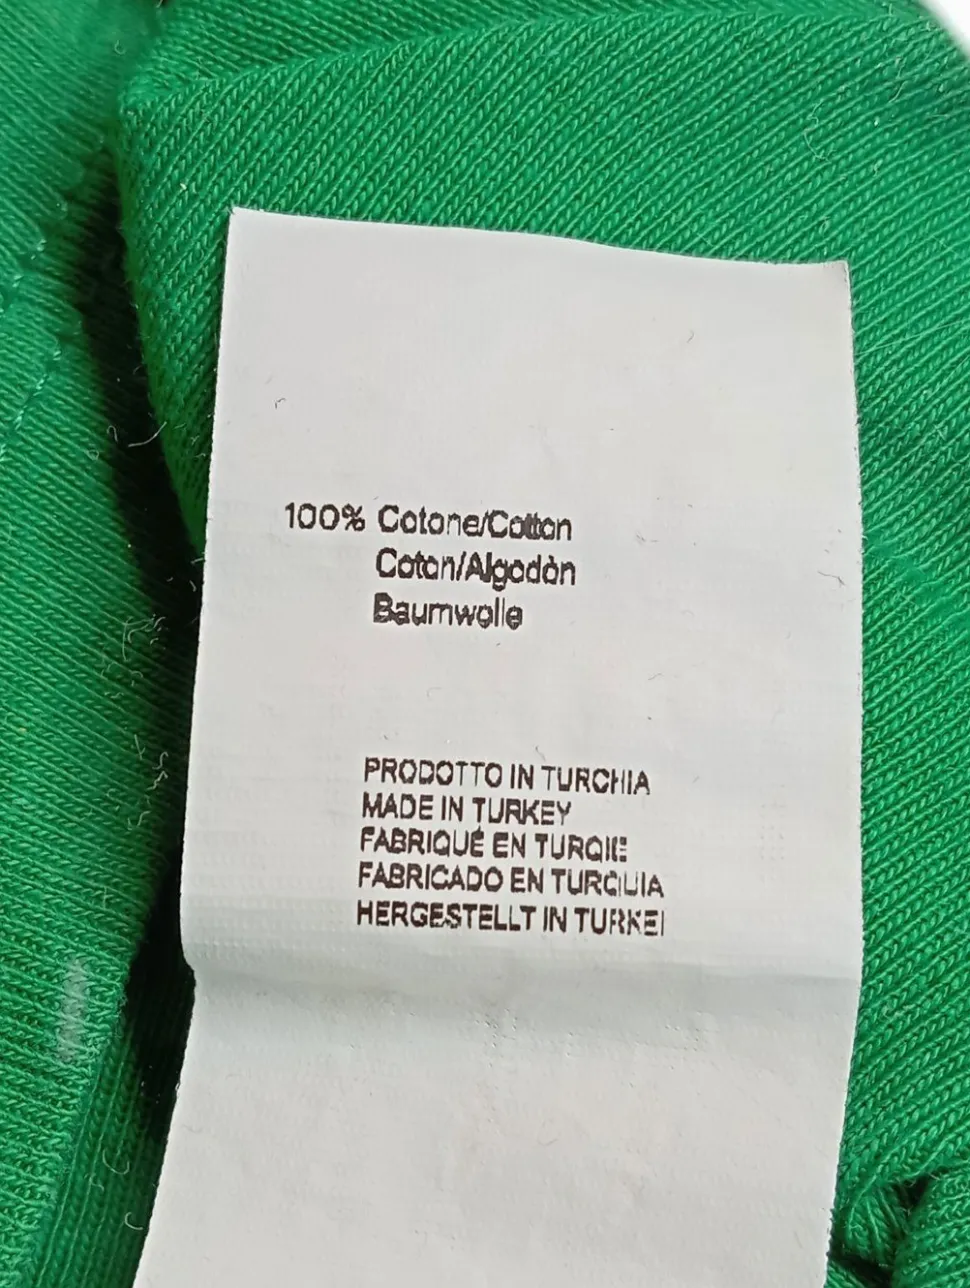 100% Cotone/Cotton
Coton/Algodòn
Baumwolle
PRODOTTO IN TURCHIA
MADE IN TURKEY
FABRIQUÉ EN TURQIE
FABRICADO EN TURQUIA
HERGESTELLT IN TURKEI